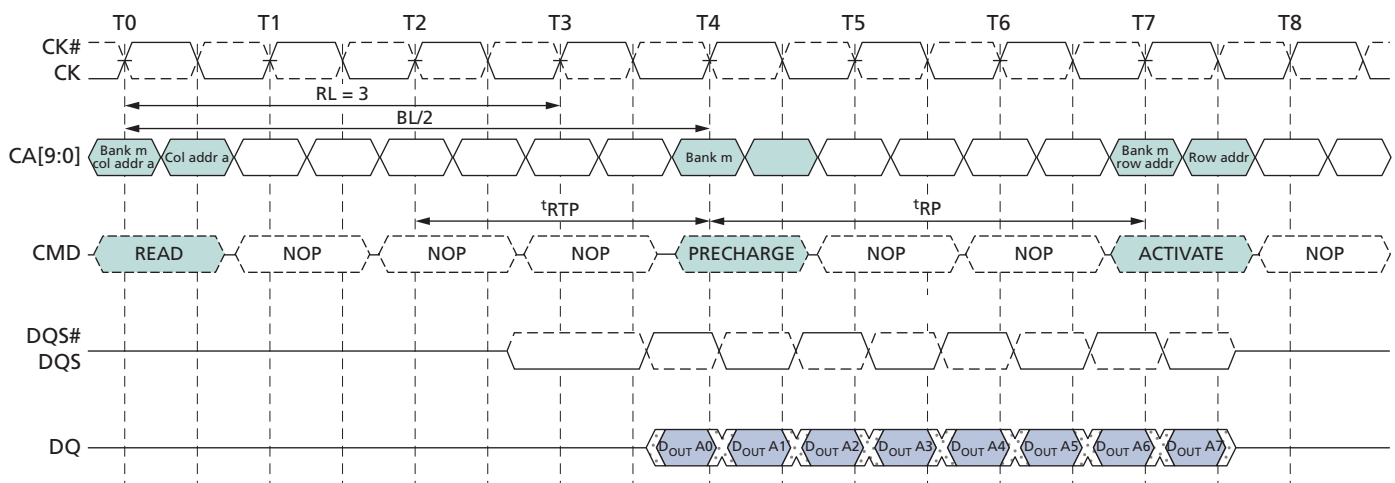 T0 T1 T2 T3 T4 T5 T6 T7 T8
CK#
CK
RL = 3
BL/2
CA[9:0] Bank m col addr a Col addr a Bank m Bank m row addr Row addr
tRTP tRP
CMD READ NOP NOP NOP PRECHARGE NOP NOP ACTIVATE NOP
DQS#
DQS
DQ DOUT A0 DOUT A1 DOUT A2 DOUT A3 DOUT A4 DOUT A5 DOUT A6 DOUT A7